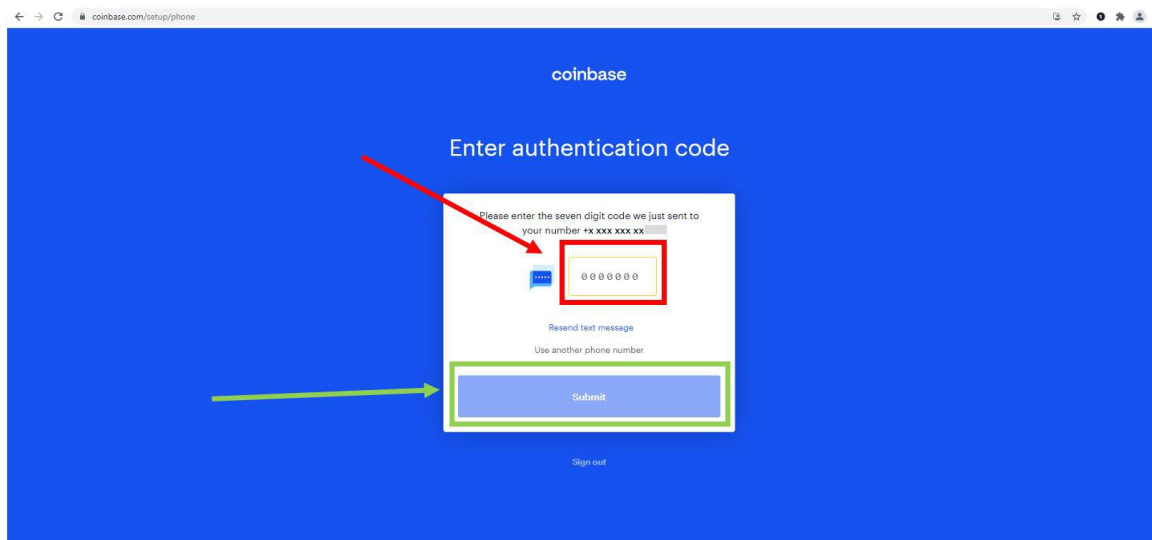 coinbase.com/setup/phone
coinbase
Enter authentication code
Please enter the seven digit code we just sent to
your number +x xxx xxx xx
0000000
Resend text message
Use another phone number
Submit
Sign out